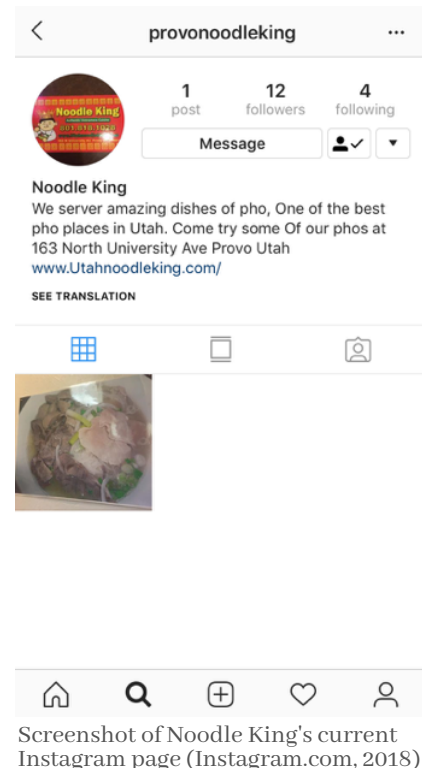 provonoodleking
Noodle King
1 12 4
post followers following
Message
Noodle King
We server amazing dishes of pho, One of the best
pho places in Utah. Come try some Of our phos at
163 North University Ave Provo Utah
www.Utahnoodleking.com/
SEE TRANSLATION
Screenshot of Noodle King's current
Instagram page (Instagram.com, 2018)